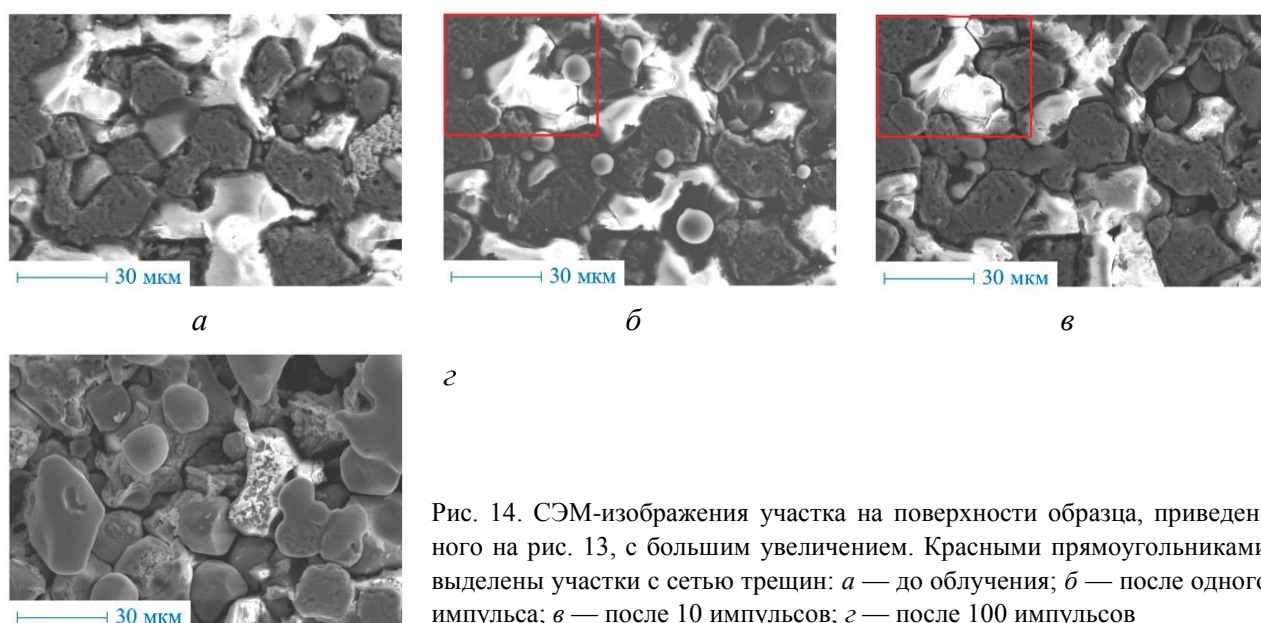 30 мкм
30 мкм
30 мкм
а
б
в
г
30 мкм
Рис. 14. СЭМ-изображения участка на поверхности образца, приведен
ного на рис. 13, с большим увеличением. Красными прямоугольниками
выделены участки с сетью трещин: а — до облучения; б — после одного
импульса; в — после 10 импульсов; г — после 100 импульсов